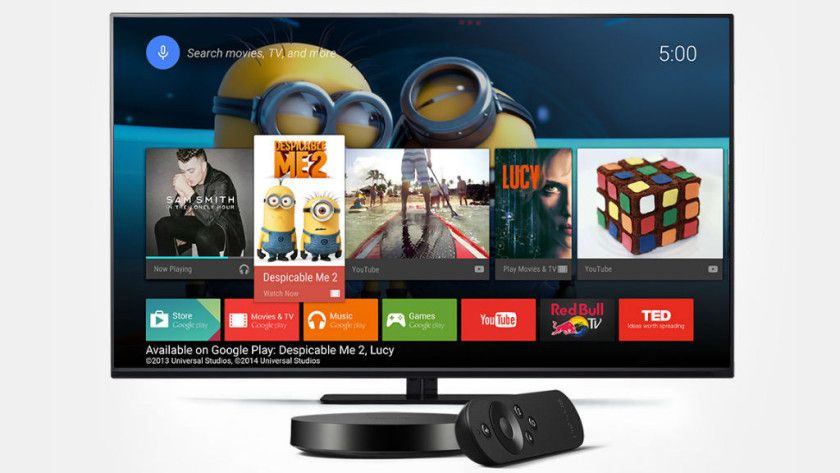 Search movies, TV, and more
5:00
SAM SMITH
IN THE LONELY HOUR
Now Playing
DESPICABLE
ME 2
Despicable Me 2
Watch Now
YouTube
LUCY
Play Movies & TV
YouTube
Store
Google play
Movies & TV
Google play
Music
Google play
Games
Google play
YouTube
Red Bull
TV
TED
Ideas worth spreading
Available on Google Play: Despicable Me 2, Lucy
©2013 Universal Studios, ©2014 Universal Studios